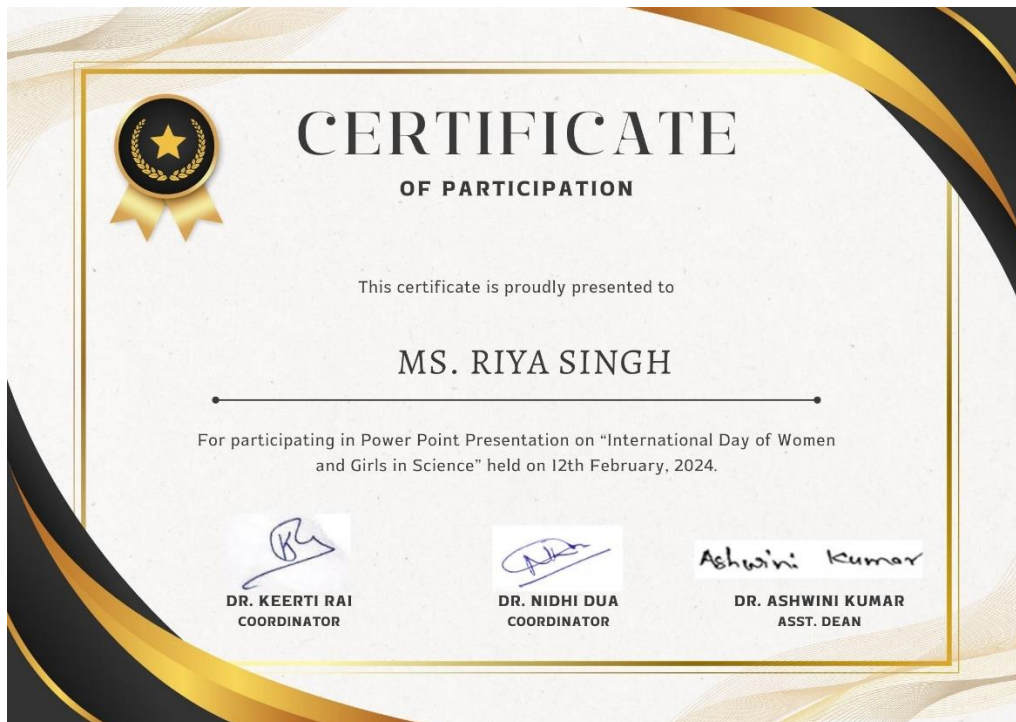 CERTIFICATE
OF PARTICIPATION
This certificate is proudly presented to
MS. RIYA SINGH
For participating in Power Point Presentation on “International Day of Women
and Girls in Science” held on 12th February, 2024.
Ashwini Kumar
DR. KEERTI RAI
COORDINATOR
DR. NIDHI DUA
COORDINATOR
DR. ASHWINI KUMAR
ASST. DEAN